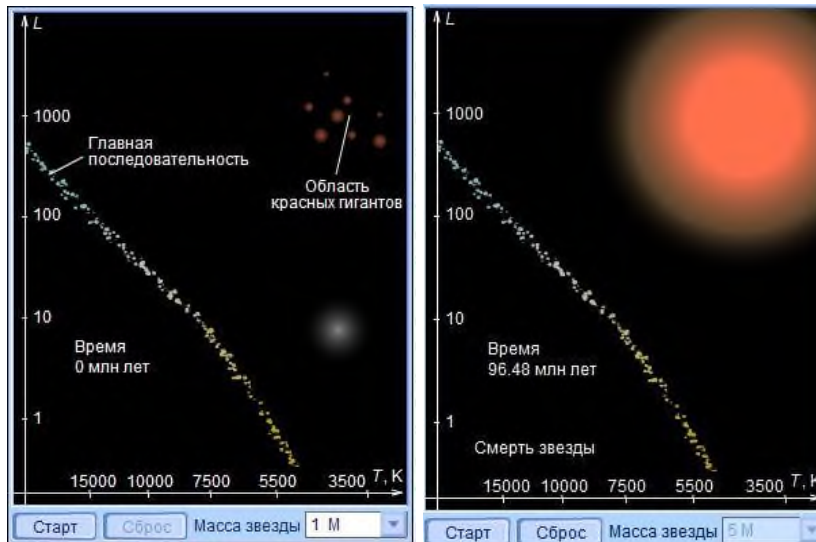 L
1000
Главная
последовательность
Область
красных гигантов
100
10
Время
0 млн лет
1
15000 10000 7500 5500 3500 T, K
Старт Сброс Масса звезды 1 M
L
1000
100
10
Время
96.48 млн лет
1
Смерть звезды
15000 10000 7500 5500 3500 T, K
Старт Сброс Масса звезды 5 M